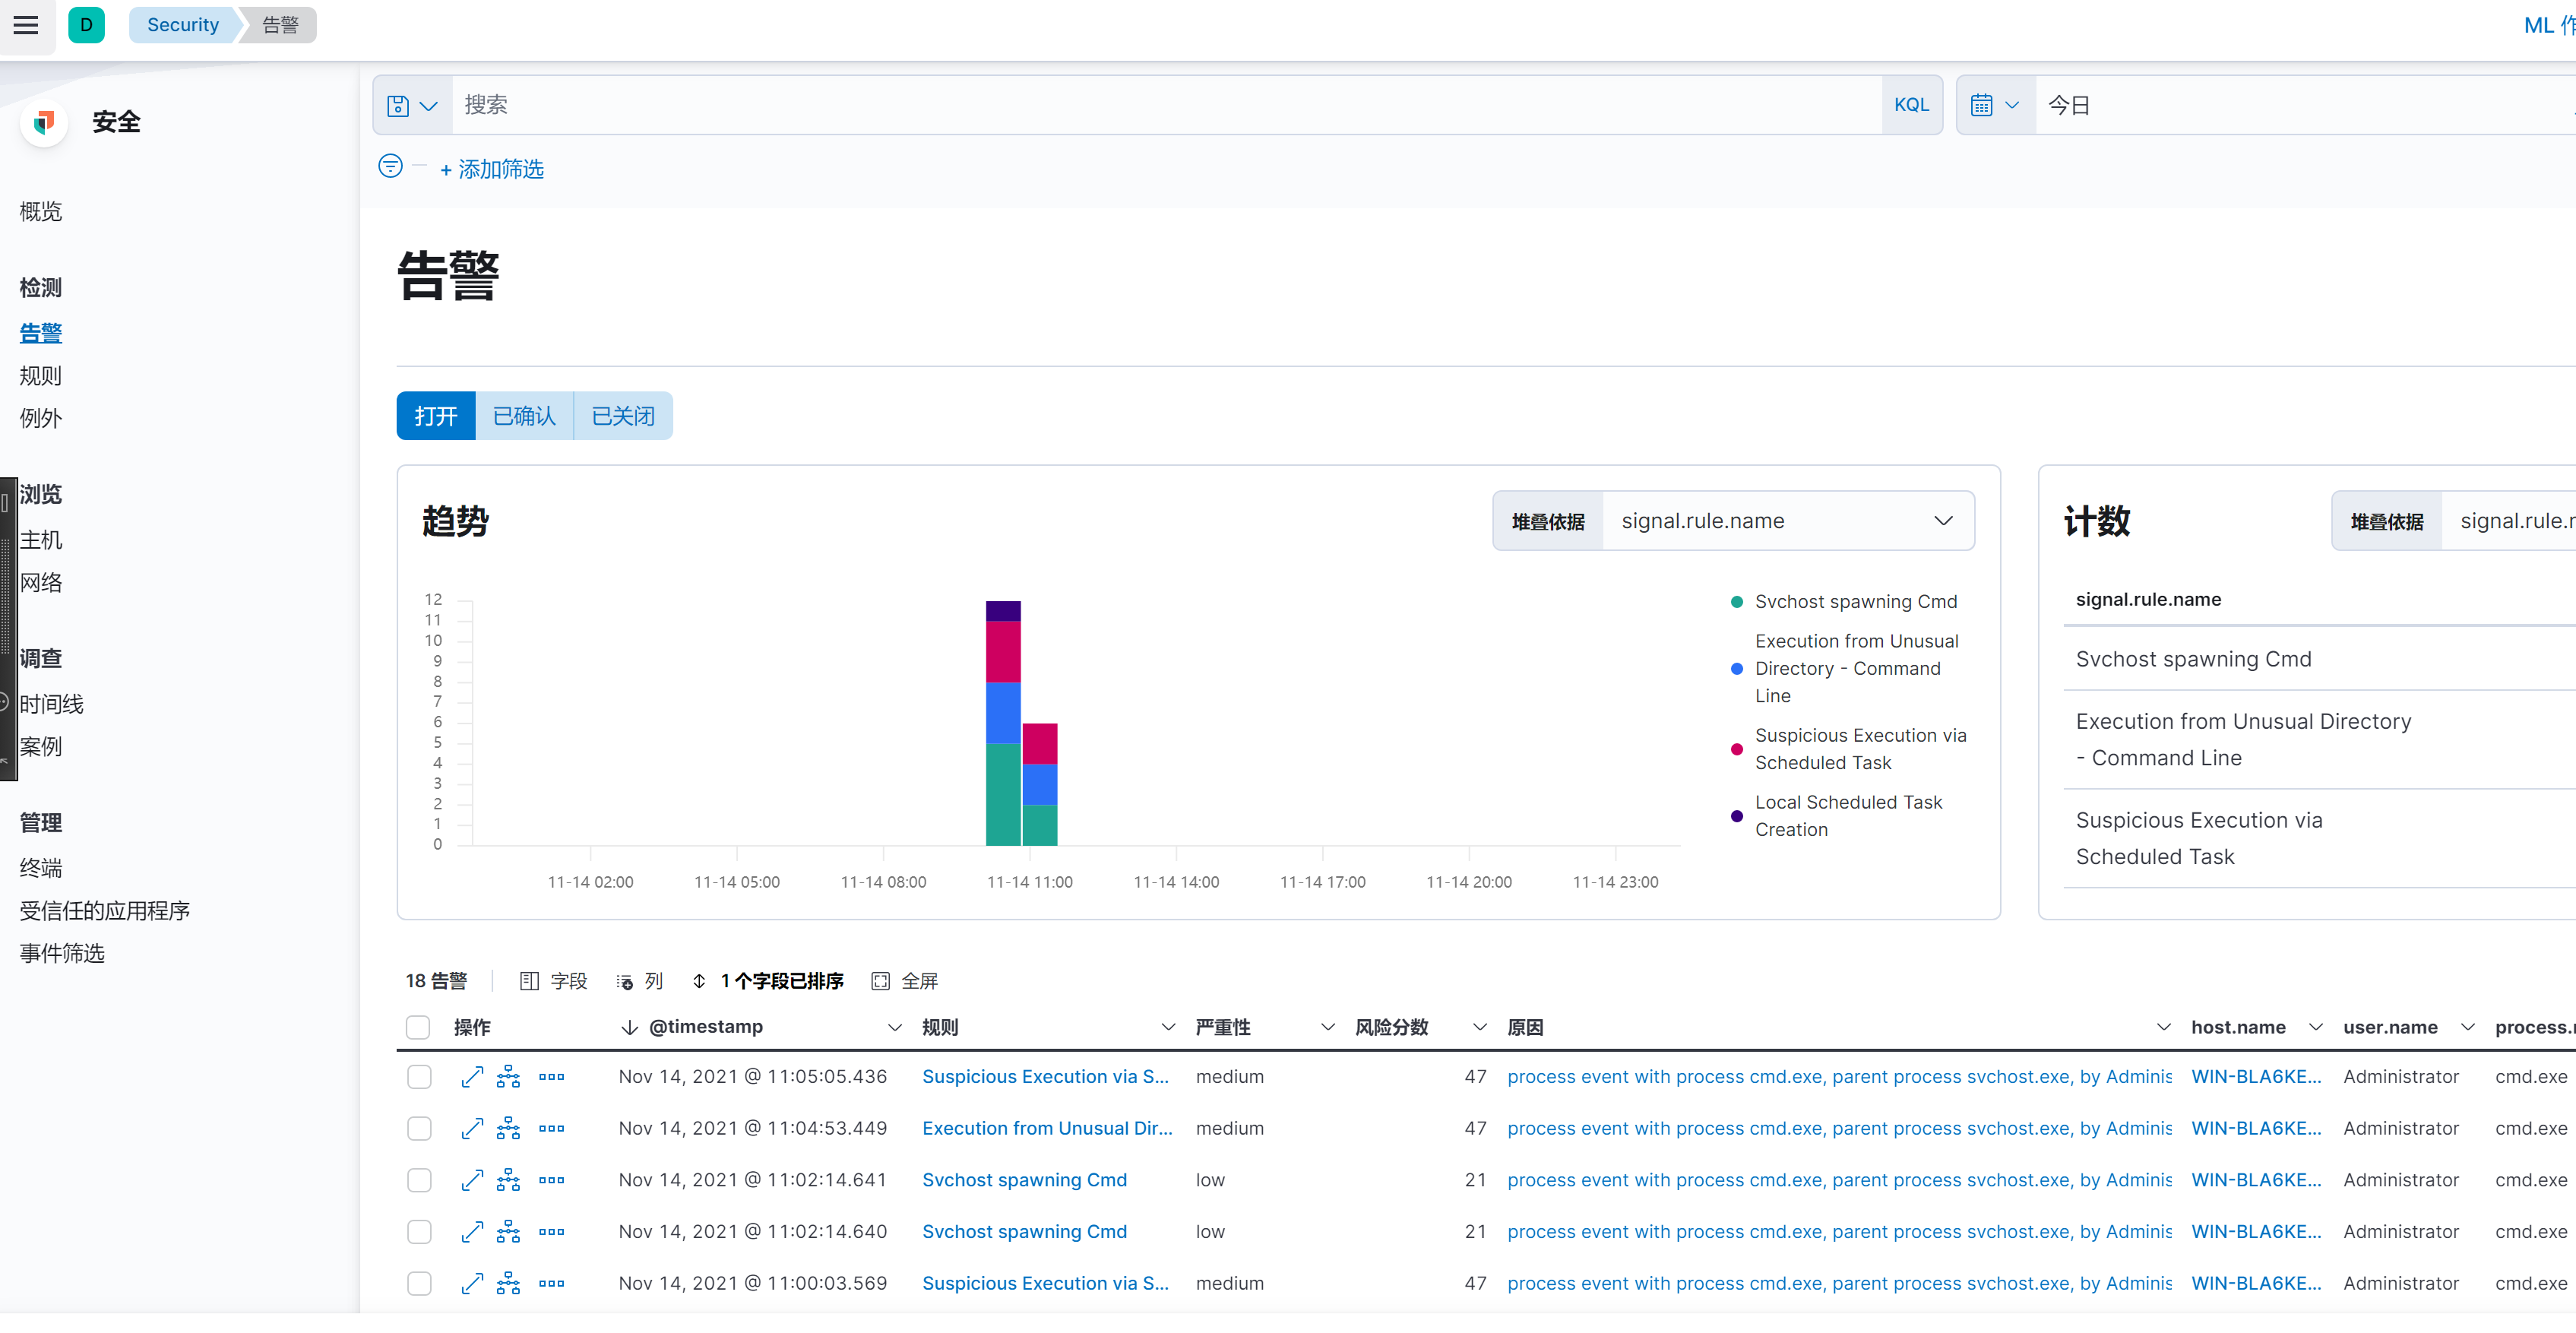 D Security 告警 ML
安全
搜索 KQL 今日
+ 添加筛选
概览
检测
告警
规则
例外
浏览
主机
网络
调查
时间线
案例
管理
终端
受信任的应用程序
事件筛选
告警
打开 已确认 已关闭
趋势 堆叠依据 signal.rule.name
12
11
10
9
8
7
6
5
4
3
2
1
0
11-14 02:00 11-14 05:00 11-14 08:00 11-14 11:00 11-14 14:00 11-14 17:00 11-14 20:00 11-14 23:00
Svchost spawning Cmd
Execution from Unusual
Directory - Command
Line
Suspicious Execution via
Scheduled Task
Local Scheduled Task
Creation
计数 堆叠依据 signal.rule.
signal.rule.name
Svchost spawning Cmd
Execution from Unusual Directory
- Command Line
Suspicious Execution via
Scheduled Task
18 告警 字段 列 1 个字段已排序 全屏
操作 @timestamp 规则 严重性 风险分数 原因 host.name user.name process.
Nov 14, 2021 @ 11:05:05.436 Suspicious Execution via S... medium 47 process event with process cmd.exe, parent process svchost.exe, by Adminis WIN-BLA6KE... Administrator cmd.exe
Nov 14, 2021 @ 11:04:53.449 Execution from Unusual Dir... medium 47 process event with process cmd.exe, parent process svchost.exe, by Adminis WIN-BLA6KE... Administrator cmd.exe
Nov 14, 2021 @ 11:02:14.641 Svchost spawning Cmd low 21 process event with process cmd.exe, parent process svchost.exe, by Adminis WIN-BLA6KE... Administrator cmd.exe
Nov 14, 2021 @ 11:02:14.640 Svchost spawning Cmd low 21 process event with process cmd.exe, parent process svchost.exe, by Adminis WIN-BLA6KE... Administrator cmd.exe
Nov 14, 2021 @ 11:00:03.569 Suspicious Execution via S... medium 47 process event with process cmd.exe, parent process svchost.exe, by Adminis WIN-BLA6KE... Administrator cmd.exe